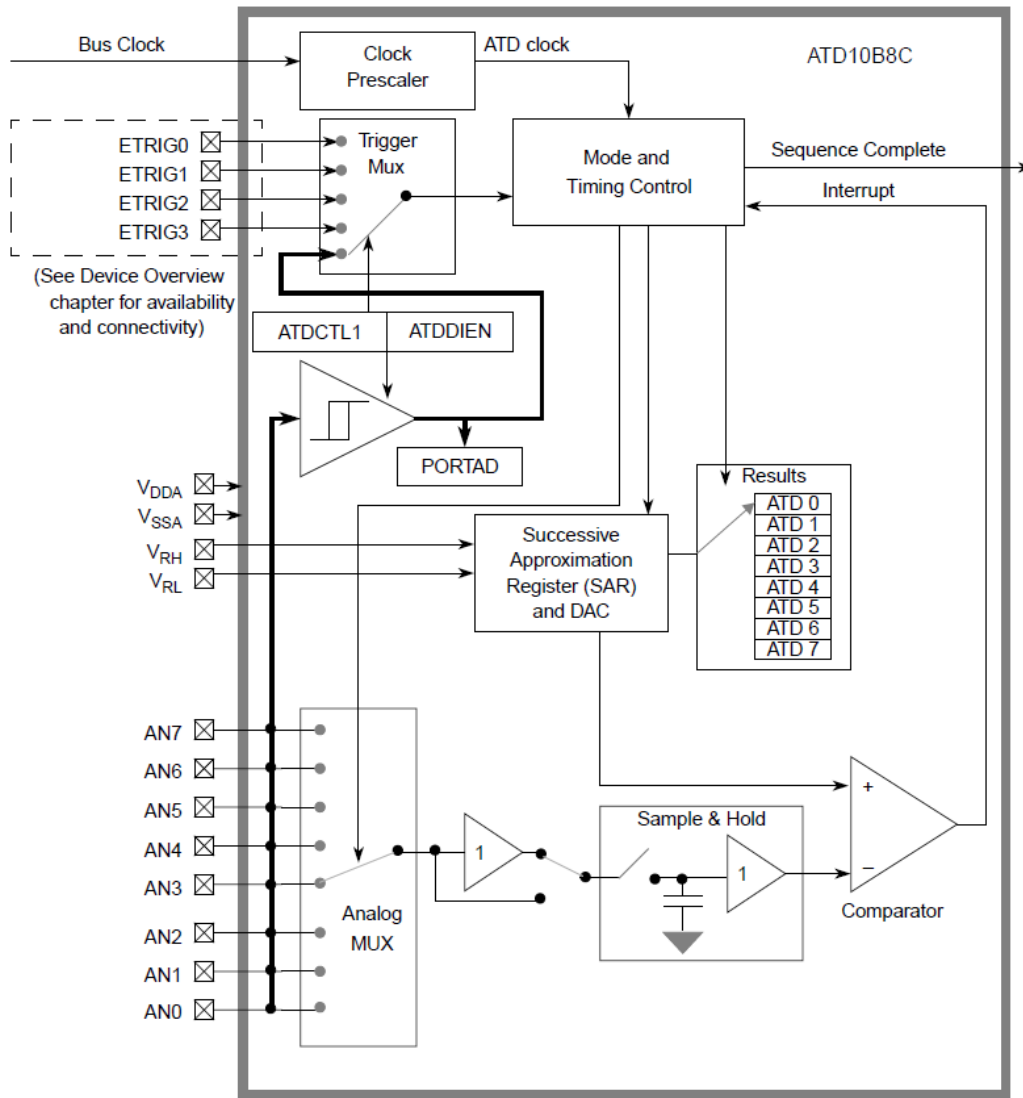 Bus Clock
Clock
Prescaler
ATD clock
ATD10B8C
ETRIG0
ETRIG1
ETRIG2
ETRIG3
Trigger
Mux
Mode and
Timing Control
Sequence Complete
Interrupt
(See Device Overview
chapter for availability
and connectivity)
ATDCTL1
ATDDIEN
PORTAD
VDDA
VSSA
VRH
VRL
Successive
Approximation
Register (SAR)
and DAC
Results
ATD 0
ATD 1
ATD 2
ATD 3
ATD 4
ATD 5
ATD 6
ATD 7
AN7
AN6
AN5
AN4
AN3
AN2
AN1
AN0
Analog
MUX
1
Sample & Hold
1
+
−
Comparator